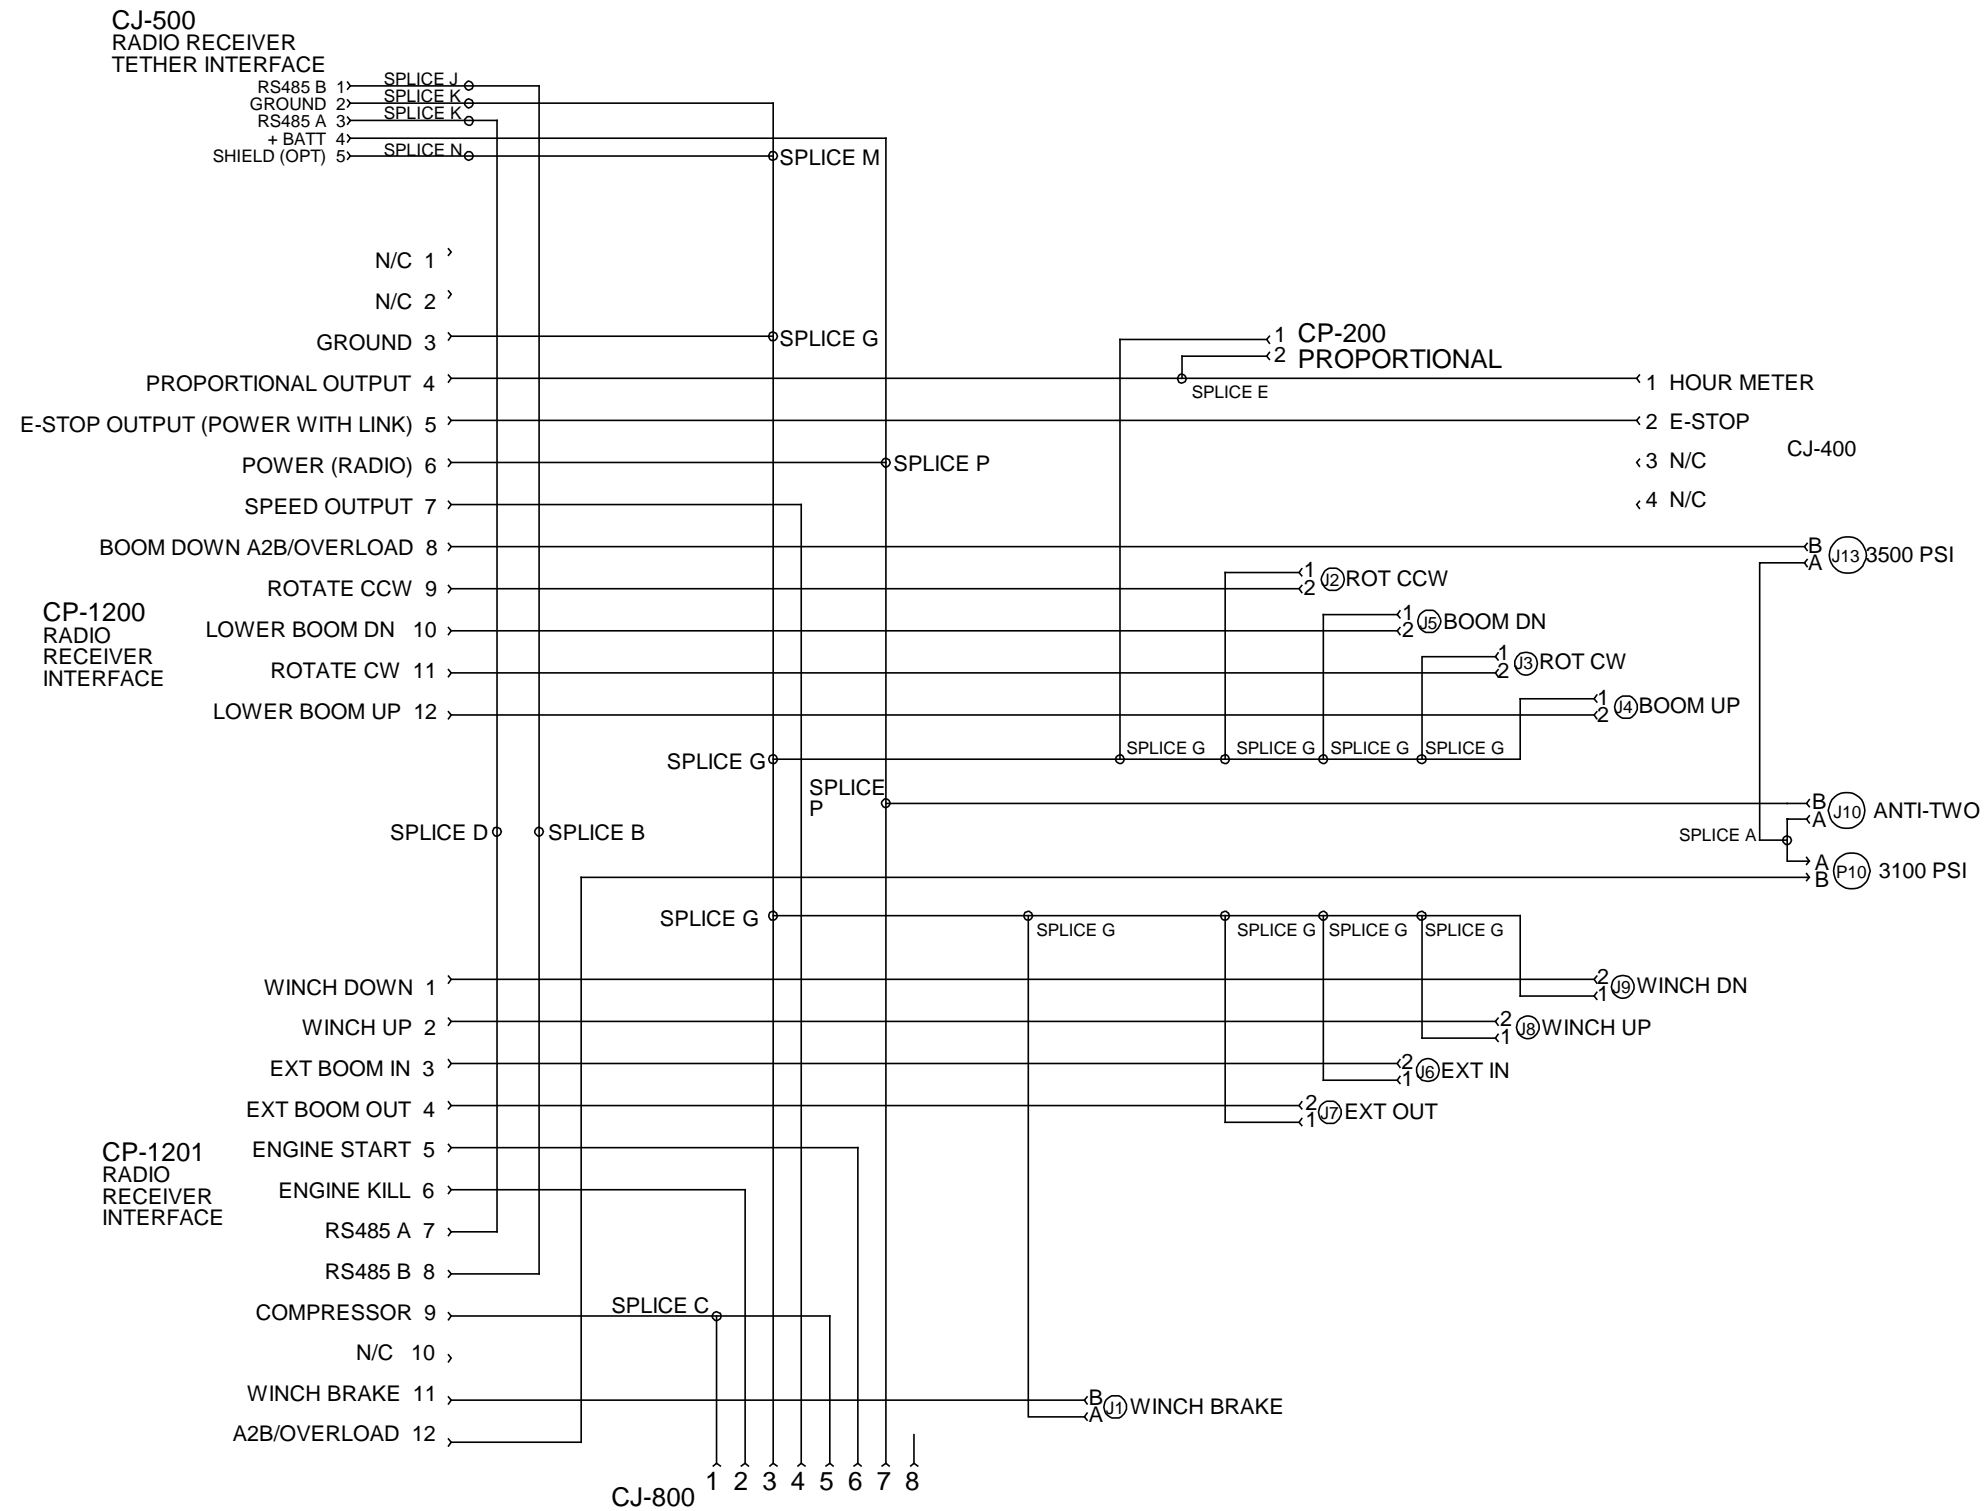 CJ-500
RADIO RECEIVER
TETHER INTERFACE
RS485 B 1 SPLICE J
GROUND 2 SPLICE K
RS485 A 3 SPLICE K
+ BATT 4
SHIELD (OPT) 5 SPLICE N
SPLICE M
N/C 1
N/C 2
GROUND 3 SPLICE G
PROPORTIONAL OUTPUT 4
E-STOP OUTPUT (POWER WITH LINK) 5
POWER (RADIO) 6 SPLICE P
SPEED OUTPUT 7
BOOM DOWN A2B/OVERLOAD 8
ROTATE CCW 9
LOWER BOOM DN 10
ROTATE CW 11
LOWER BOOM UP 12
CP-1200
RADIO
RECEIVER
INTERFACE
1 CP-200
2 PROPORTIONAL
SPLICE E
1 HOUR METER
2 E-STOP
3 N/C
4 N/C
CJ-400
B
A
J13 3500 PSI
1
2
J2 ROT CCW
1
2
J5 BOOM DN
1
2
J3 ROT CW
1
2
J4 BOOM UP
SPLICE G SPLICE G SPLICE G SPLICE G SPLICE G
SPLICE
P
B
A
J10 ANTI-TWO
SPLICE D SPLICE B
SPLICE A
A
B
P10 3100 PSI
SPLICE G SPLICE G SPLICE G SPLICE G SPLICE G
WINCH DOWN 1
WINCH UP 2
EXT BOOM IN 3
EXT BOOM OUT 4
ENGINE START 5
ENGINE KILL 6
RS485 A 7
RS485 B 8
COMPRESSOR 9 SPLICE C
N/C 10
WINCH BRAKE 11
A2B/OVERLOAD 12
CP-1201
RADIO
RECEIVER
INTERFACE
2
1
J9 WINCH DN
2
1
J8 WINCH UP
2
1
J6 EXT IN
2
1
J7 EXT OUT
B
A
J1 WINCH BRAKE
1 2 3 4 5 6 7 8
CJ-800